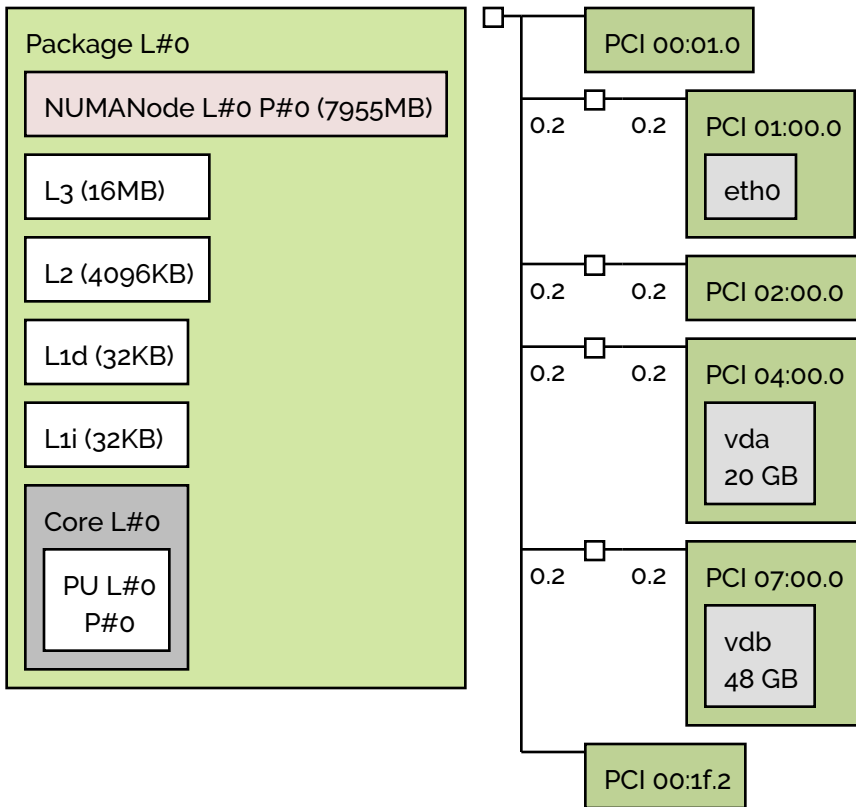 Package L#0
NUMANode L#0 P#0 (7955MB)
L3 (16MB)
L2 (4096KB)
L1d (32KB)
L1i (32KB)
Core L#0
PU L#0
P#0
PCI 00:01.0
0.2 0.2 PCI 01:00.0
eth0
0.2 0.2 PCI 02:00.0
0.2 0.2 PCI 04:00.0
vda
20 GB
0.2 0.2 PCI 07:00.0
vdb
48 GB
PCI 00:1f.2